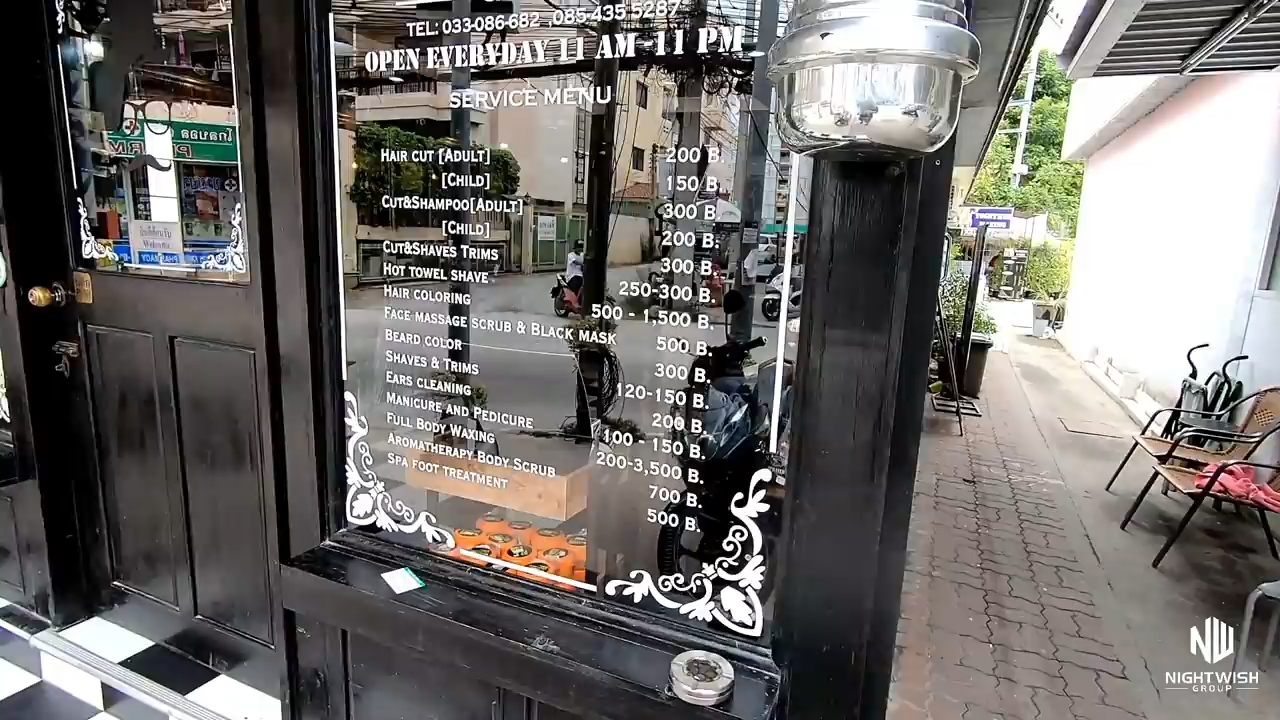 TEL: 033-086-682 ,085-435 5287
OPEN EVERYDAY 11 AM-11 PM
SERVICE MENU
HAIR CUT [ADULT] 200 B.
[CHILD] 150 B.
CUT&SHAMPOO[ADULT] 300 B.
[CHILD] 200 B.
CUT&SHAVES TRIMS 300 B.
HOT TOWEL SHAVE 250-300 B.
HAIR COLORING 500 - 1,500 B.
FACE MASSAGE SCRUB & BLACK MASK 500 B.
BEARD COLOR 300 B.
SHAVES & TRIMS 120-150 B.
EARS CLEANING 200 B.
MANICURE AND PEDICURE 100 - 150 B.
FULL BODY WAXING 200-3,500 B.
AROMATHERAPY BODY SCRUB 700 B.
SPA FOOT TREATMENT 500 B.
Welcome
NIGHTWISH
GROUP